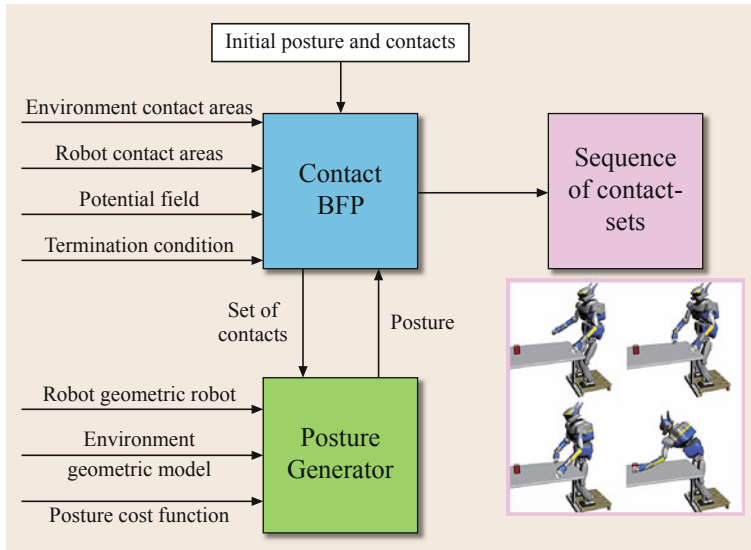 Initial posture and contacts
Environment contact areas
Robot contact areas
Potential field
Termination condition
Contact
BFP
Sequence
of contact-
sets
Set of
contacts
Posture
Robot geometric robot
Environment
geometric model
Posture cost function
Posture
Generator